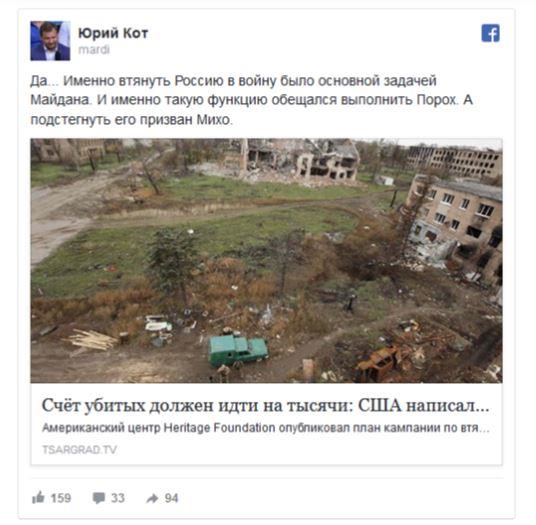 Юрий Кот
mardi
Да... Именно втянуть Россию в войну было основной задачей
Майдана. И именно такую функцию обещался выполнить Порох. А
подстегнуть его призван Михо.
Счёт убитых должен идти на тысячи: США написал...
Американский центр Heritage Foundation опубликовал план кампании по втя...
TSARGRAD.TV
159 33 94